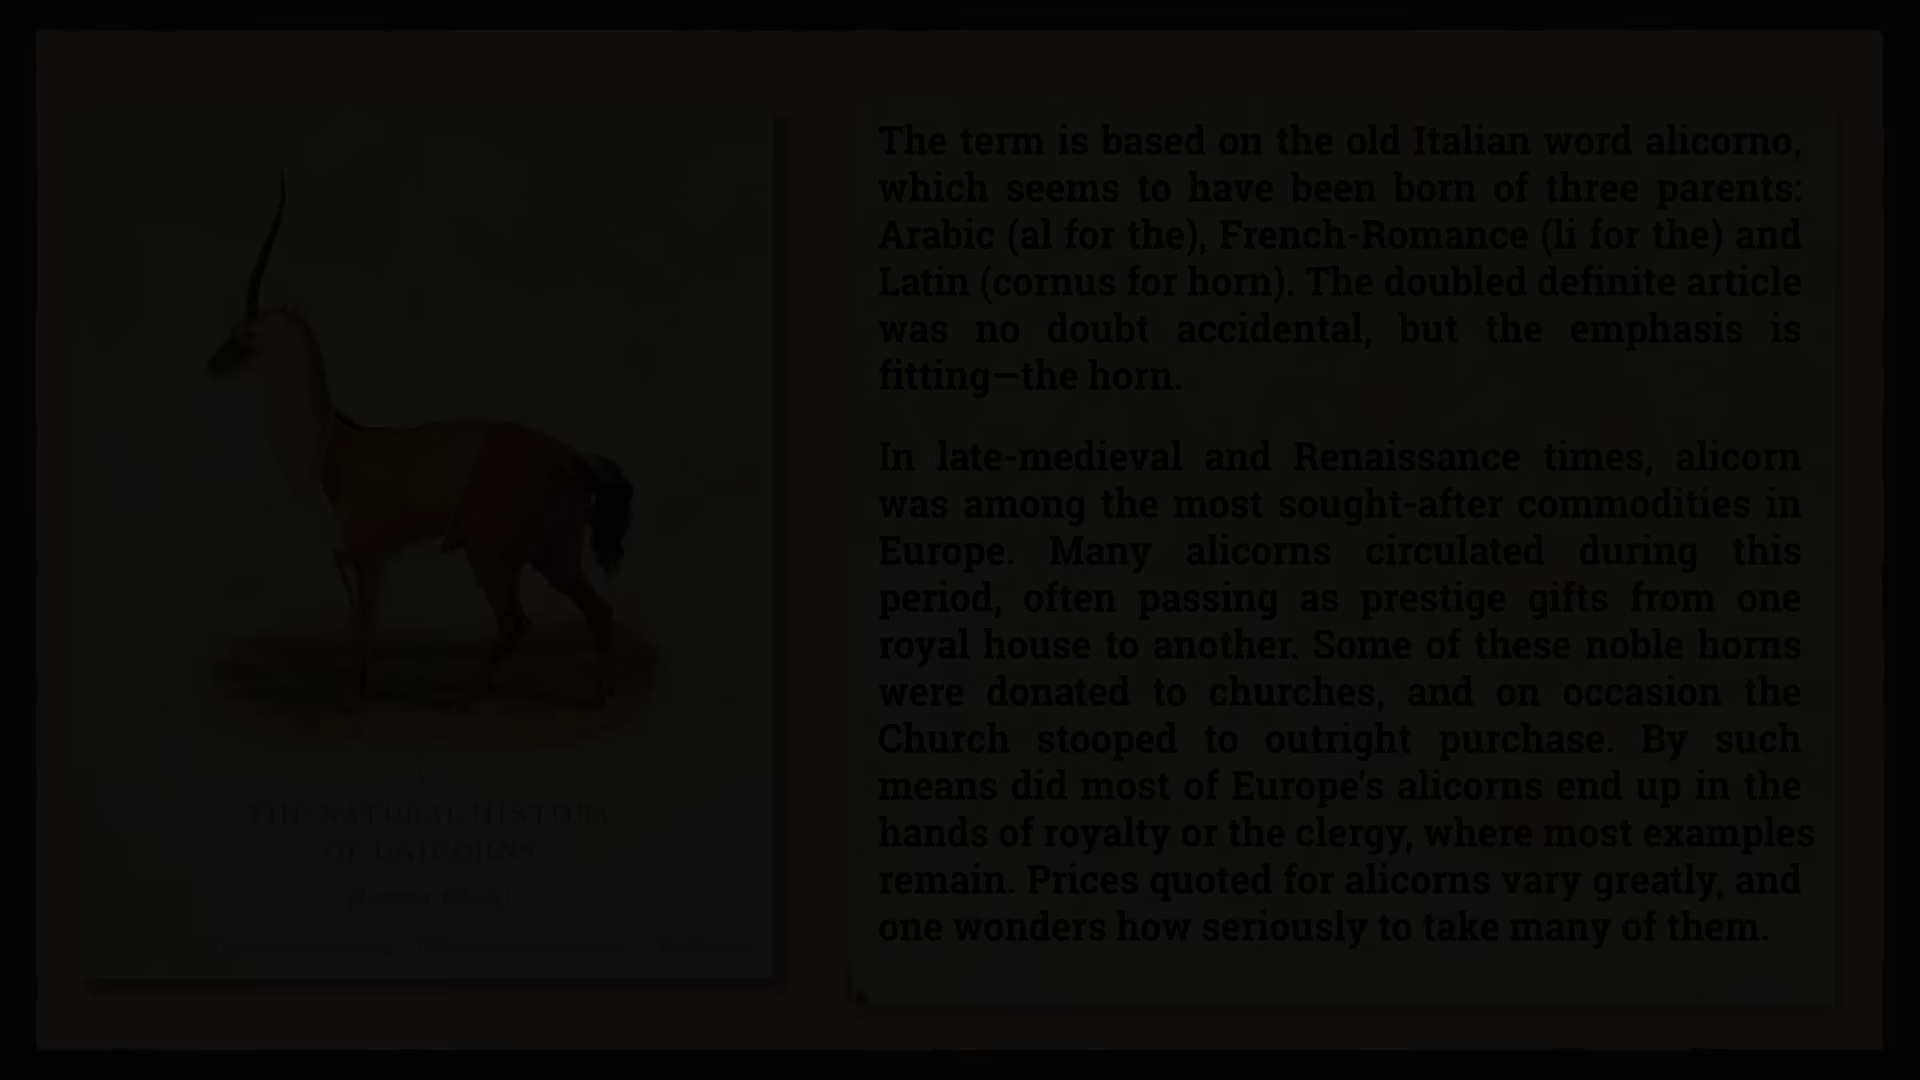 THE NATURAL HISTORY
OF UNICORNS
The term is based on the old Italian word alicorno,
which seems to have been born of three parents:
Arabic (al for the), French-Romance (li for the) and
Latin (cornus for horn). The doubled definite article
was no doubt accidental, but the emphasis is
fitting—the horn.
In late-medieval and Renaissance times, alicorn
was among the most sought-after commodities in
Europe. Many alicorns circulated during this
period, often passing as prestige gifts from one
royal house to another. Some of these noble horns
were donated to churches, and on occasion the
Church stooped to outright purchase. By such
means did most of Europe's alicorns end up in the
hands of royalty or the clergy, where most examples
remain. Prices quoted for alicorns vary greatly, and
one wonders how seriously to take many of them.